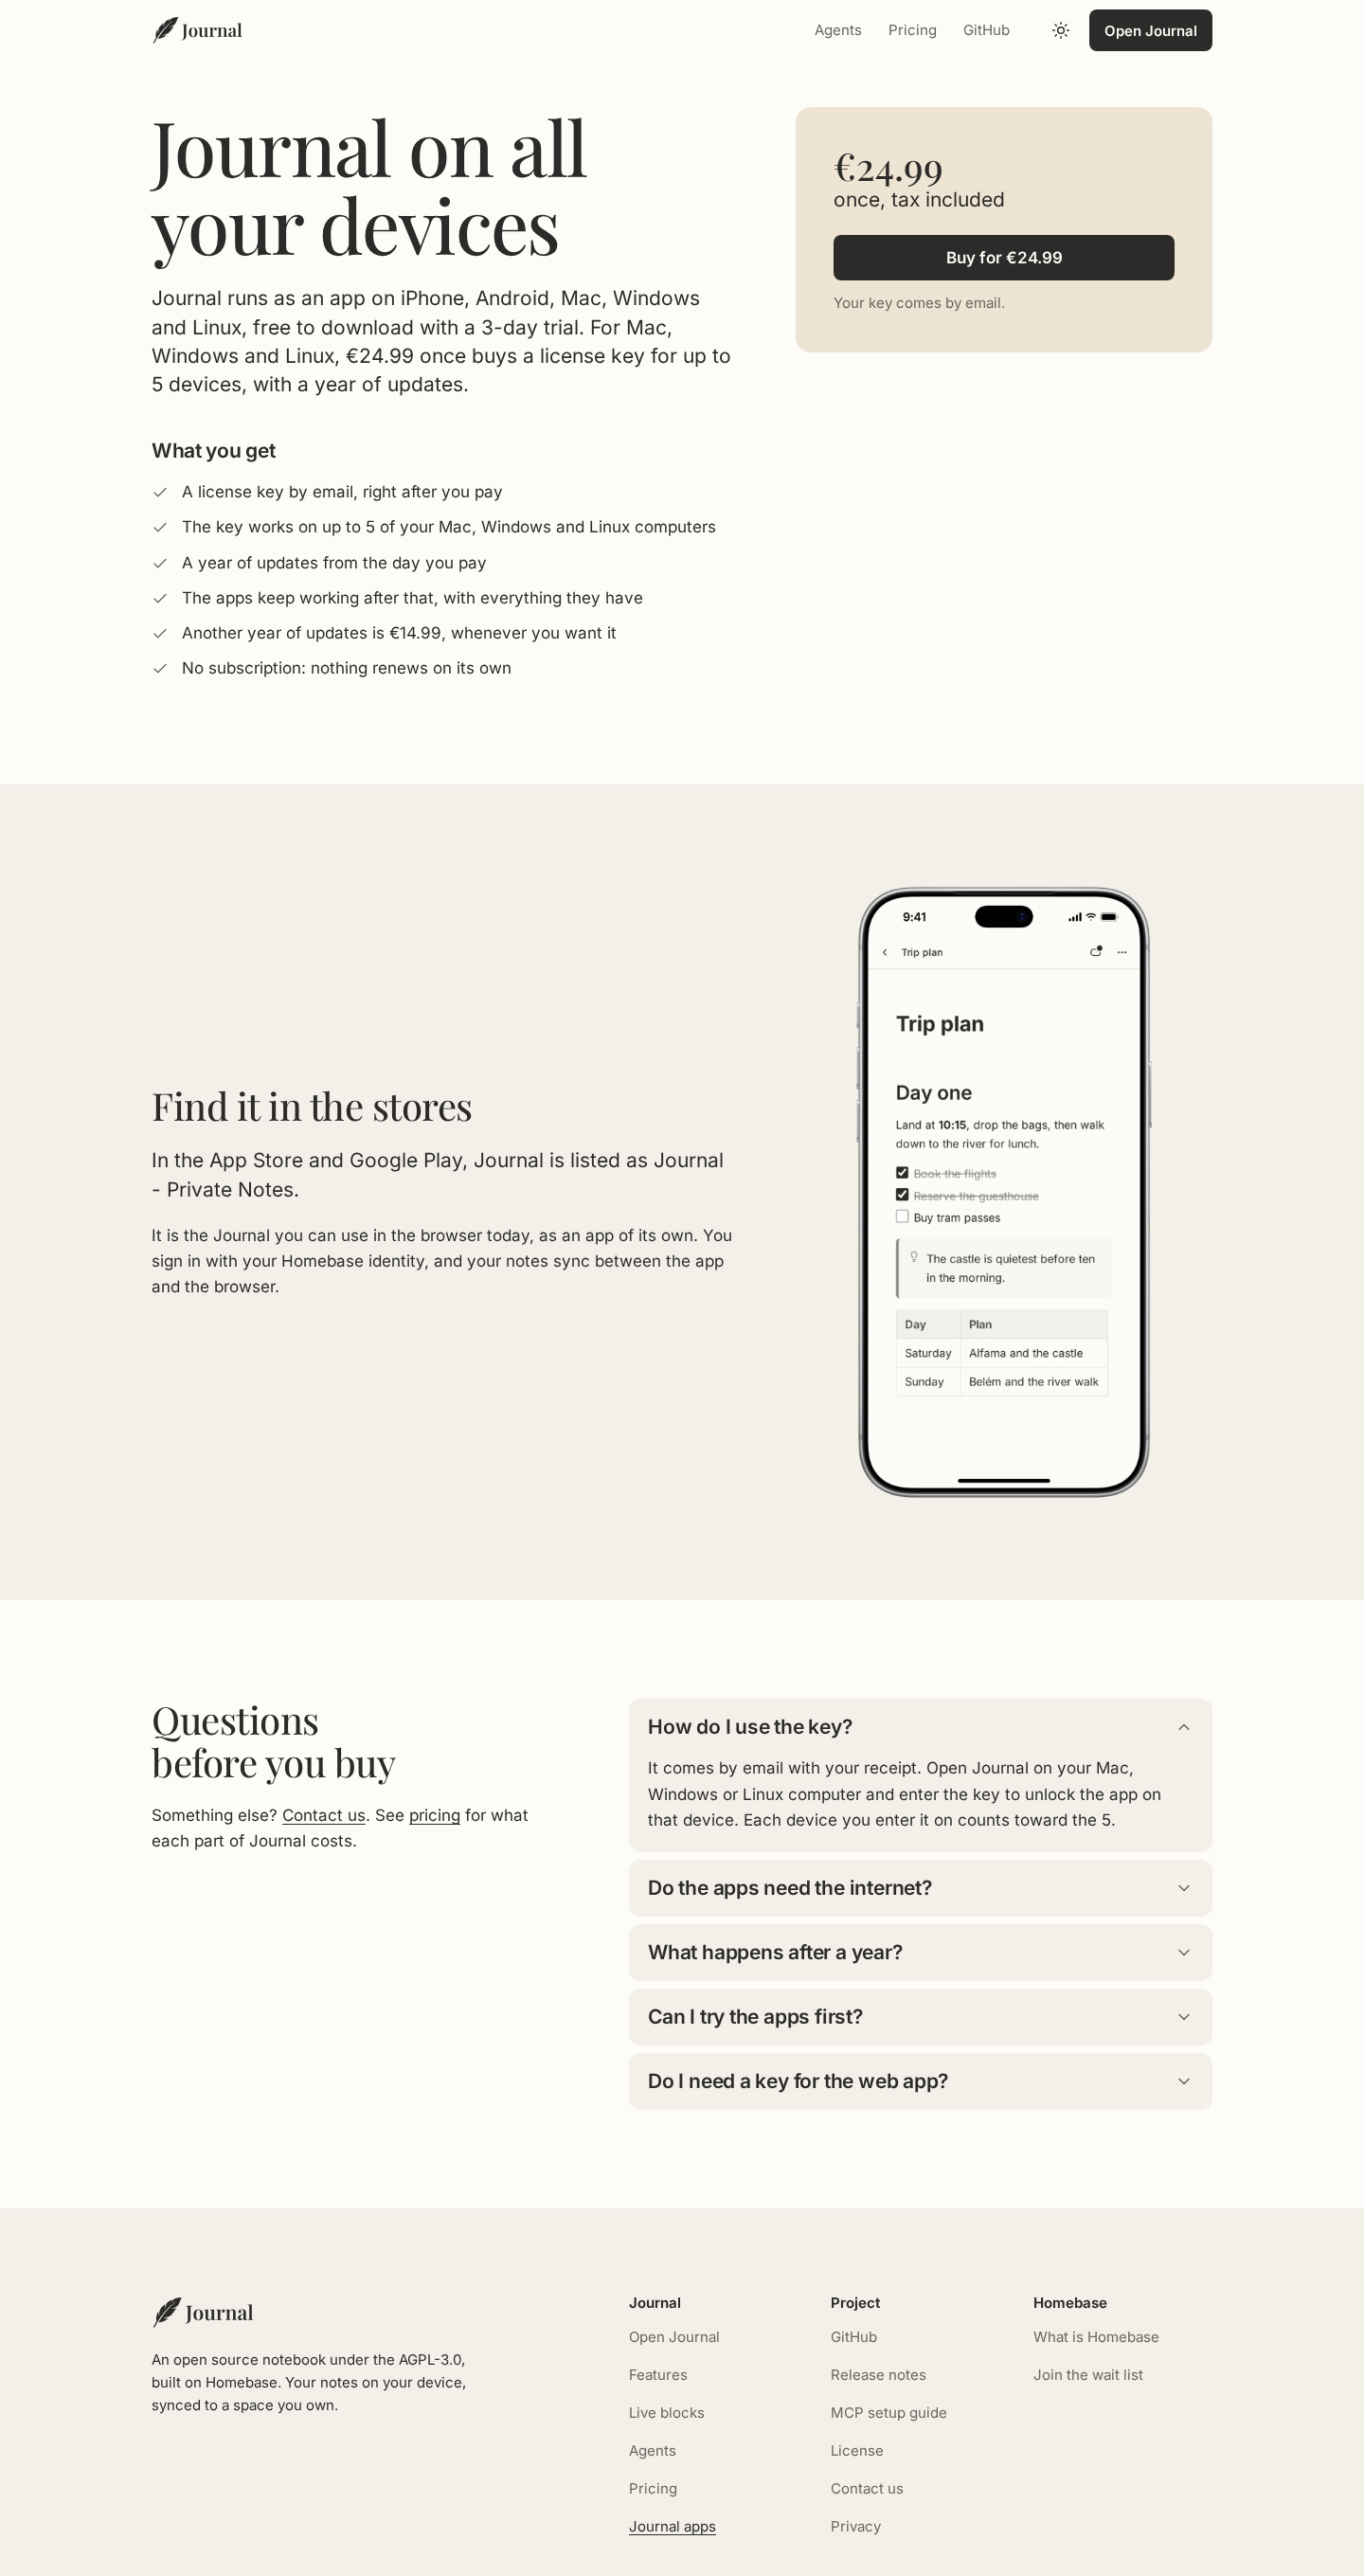 Journal
Agents
Pricing
GitHub
Open Journal
Journal on all
your devices
Journal runs as an app on iPhone, Android, Mac, Windows
and Linux, free to download with a 3-day trial. For Mac,
Windows and Linux, €24.99 once buys a license key for up to
5 devices, with a year of updates.
What you get
A license key by email, right after you pay
The key works on up to 5 of your Mac, Windows and Linux computers
A year of updates from the day you pay
The apps keep working after that, with everything they have
Another year of updates is €14.99, whenever you want it
No subscription: nothing renews on its own
€24.99
once, tax included
Buy for €24.99
Your key comes by email.
Find it in the stores
In the App Store and Google Play, Journal is listed as Journal
- Private Notes.
It is the Journal you can use in the browser today, as an app of its own. You
sign in with your Homebase identity, and your notes sync between the app
and the browser.
9:41
Trip plan
Trip plan
Day one
Land at 10:15, drop the bags, then walk
down to the river for lunch.
Book the flights
Reserve the guesthouse
Buy tram passes
The castle is quietest before ten
in the morning.
Day Plan
Saturday Alfama and the castle
Sunday Belém and the river walk
Questions
before you buy
Something else? Contact us. See pricing for what
each part of Journal costs.
How do I use the key?
It comes by email with your receipt. Open Journal on your Mac,
Windows or Linux computer and enter the key to unlock the app on
that device. Each device you enter it on counts toward the 5.
Do the apps need the internet?
What happens after a year?
Can I try the apps first?
Do I need a key for the web app?
Journal
An open source notebook under the AGPL-3.0,
built on Homebase. Your notes on your device,
synced to a space you own.
Journal
Open Journal
Features
Live blocks
Agents
Pricing
Journal apps
Project
GitHub
Release notes
MCP setup guide
License
Contact us
Privacy
Homebase
What is Homebase
Join the wait list